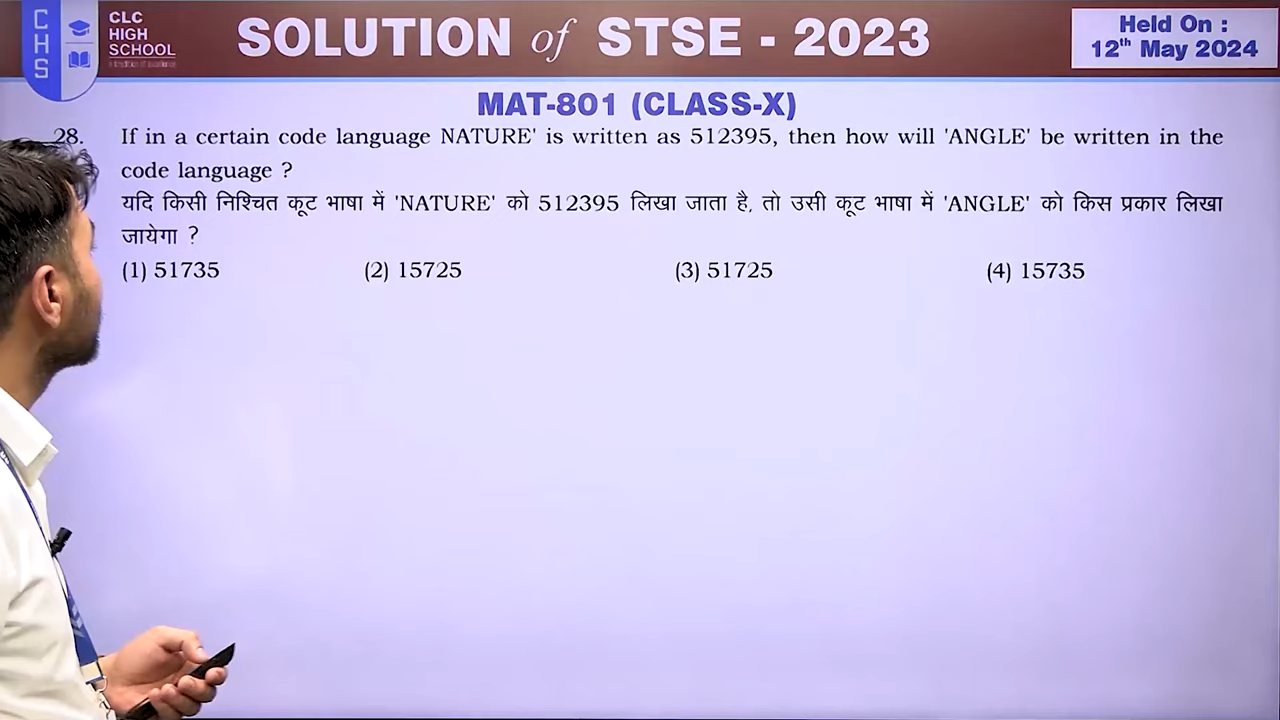 CHS
CLC
HIGH
SCHOOL
SOLUTION of STSE - 2023
Held On :
12th May 2024
MAT-801 (CLASS-X)
28. If in a certain code language NATURE' is written as 512395, then how will 'ANGLE' be written in the
code language ?
यदि किसी निश्चित कूट भाषा में 'NATURE' को 512395 लिखा जाता है, तो उसी कूट भाषा में 'ANGLE' को किस प्रकार लिखा
जायेगा ?
(1) 51735 (2) 15725 (3) 51725 (4) 15735